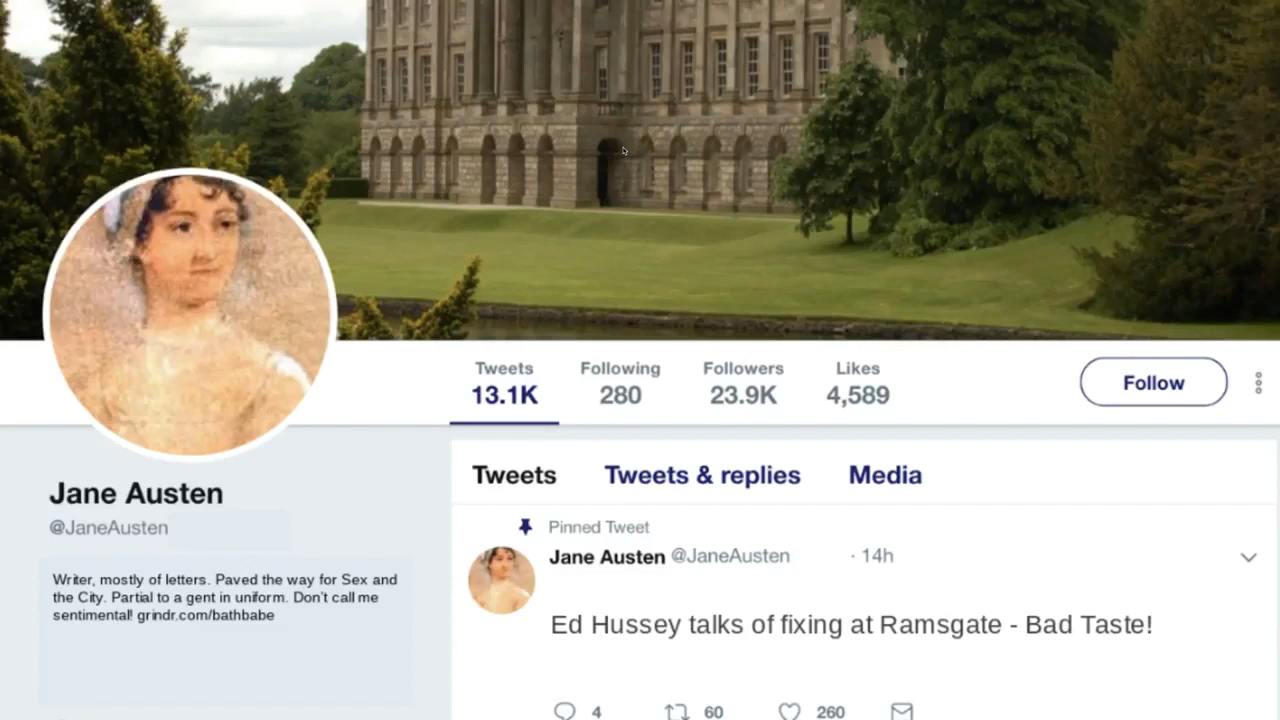 Tweets Following Followers Likes
13.1K 280 23.9K 4,589
Follow
Jane Austen
@JaneAusten
Writer, mostly of letters. Paved the way for Sex and
the City. Partial to a gent in uniform. Don't call me
sentimental! grindr.com/bathbabe
Tweets Tweets & replies Media
Pinned Tweet
Jane Austen @JaneAusten · 14h
Ed Hussey talks of fixing at Ramsgate - Bad Taste!
4 60 260